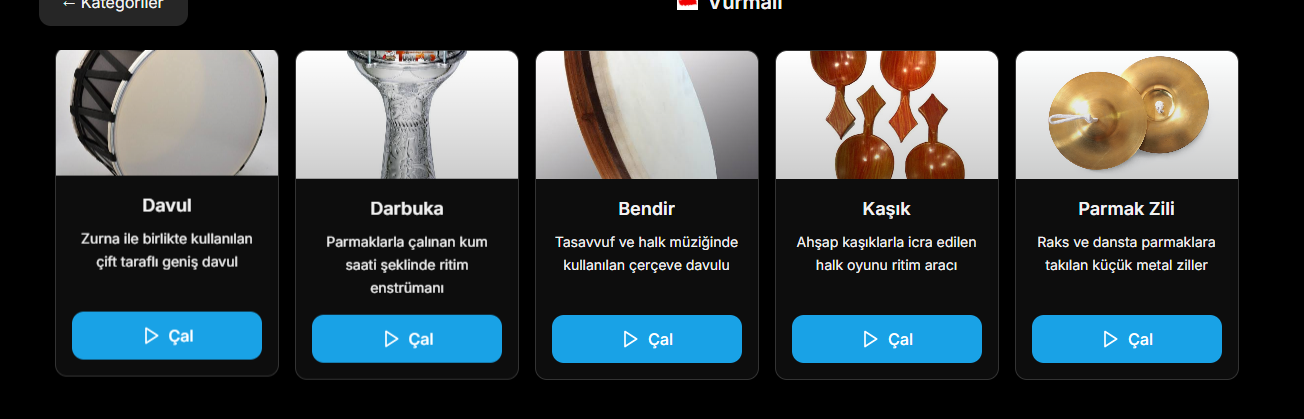 ← Kategoriler
Vurmalı
Davul
Zurna ile birlikte kullanılan
çift taraflı geniş davul
Çal
Darbuka
Parmaklarla çalınan kum
saati şeklinde ritim
enstrümanı
Çal
Bendir
Tasavvuf ve halk müziğinde
kullanılan çerçeve davulu
Çal
Kaşık
Ahşap kaşıklarla icra edilen
halk oyunu ritim aracı
Çal
Parmak Zili
Raks ve dansta parmaklara
takılan küçük metal ziller
Çal